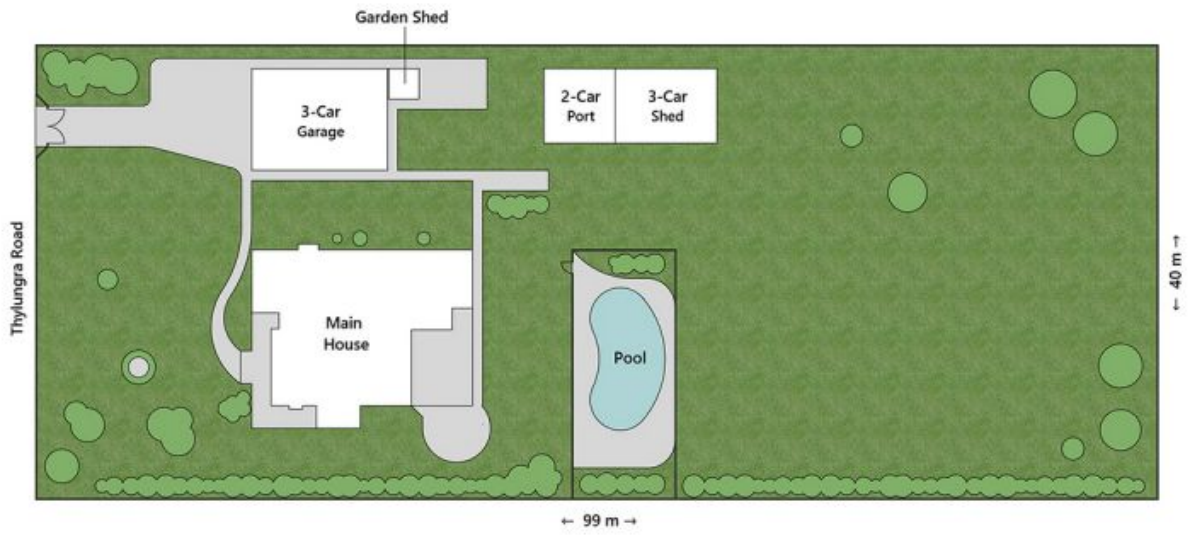 Garden Shed
3-Car
Garage
2-Car
Port
3-Car
Shed
Thylungra Road
← 40 m →
Main
House
Pool
← 99 m →